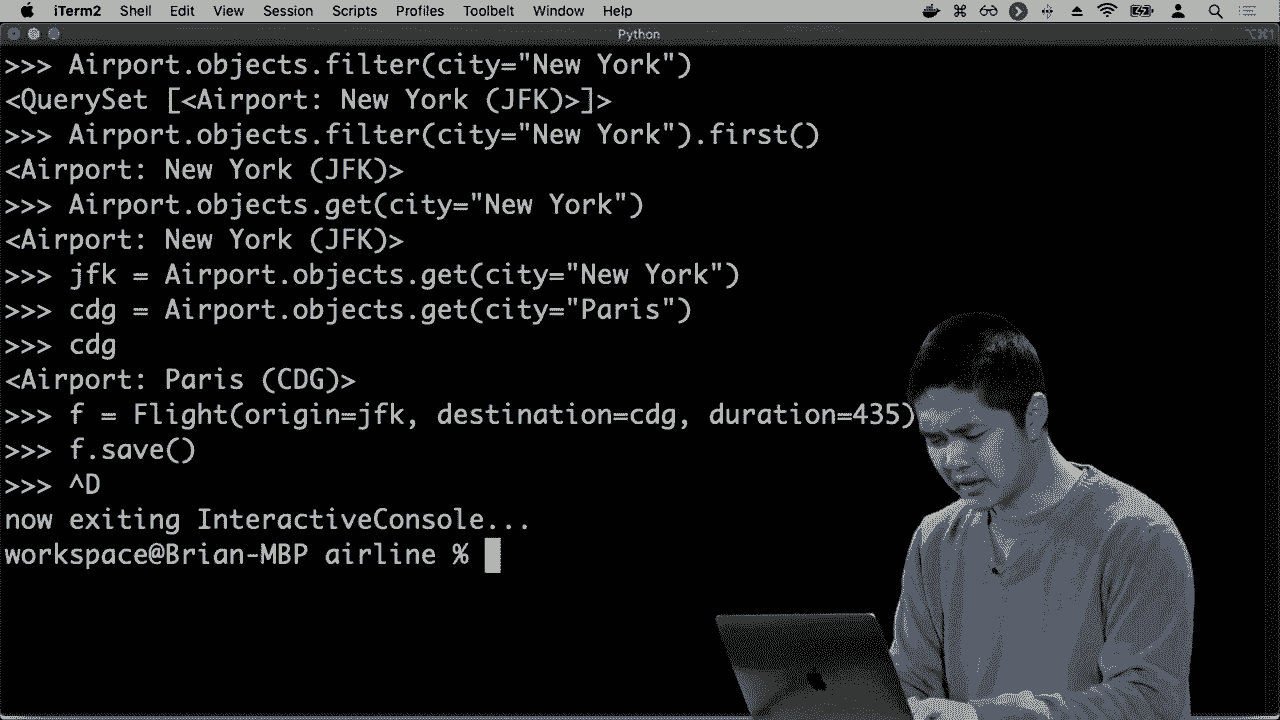 iTerm2 Shell Edit View Session Scripts Profiles Toolbelt Window Help
Python
⌥⌘1
>>> Airport.objects.filter(city="New York")
<QuerySet [<Airport: New York (JFK)>]>
>>> Airport.objects.filter(city="New York").first()
<Airport: New York (JFK)>
>>> Airport.objects.get(city="New York")
<Airport: New York (JFK)>
>>> jfk = Airport.objects.get(city="New York")
>>> cdg = Airport.objects.get(city="Paris")
>>> cdg
<Airport: Paris (CDG)>
>>> f = Flight(origin=jfk, destination=cdg, duration=435)
>>> f.save()
>>> ^D
now exiting InteractiveConsole...
workspace@Brian-MBP airline %